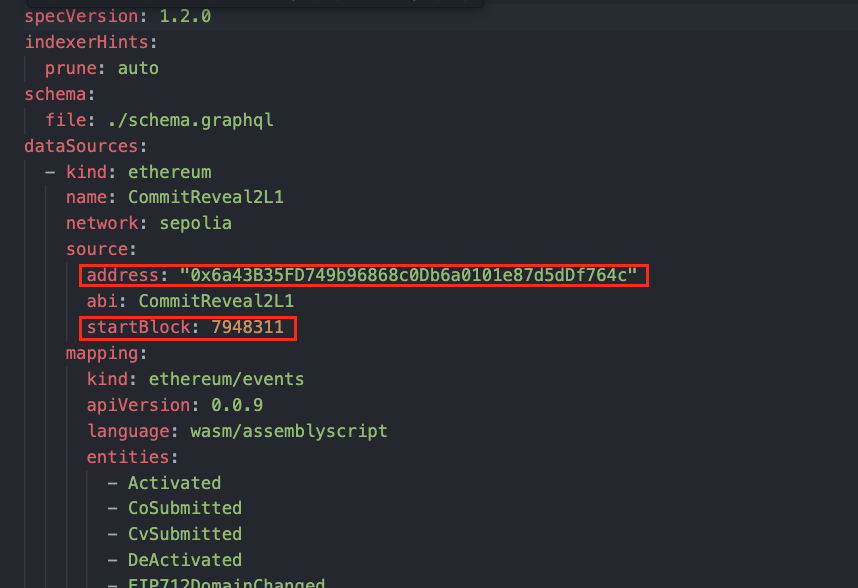 specVersion: 1.2.0
indexerHints:
  prune: auto
schema:
  file: ./schema.graphql
dataSources:
  - kind: ethereum
    name: CommitReveal2L1
    network: sepolia
    source:
      address: "0x6a43B35FD749b96868c0Db6a0101e87d5dDf764c"
      abi: CommitReveal2L1
      startBlock: 7948311
    mapping:
      kind: ethereum/events
      apiVersion: 0.0.9
      language: wasm/assemblyscript
      entities:
        - Activated
        - CoSubmitted
        - CvSubmitted
        - DeActivated
        - EIP712DomainChanged